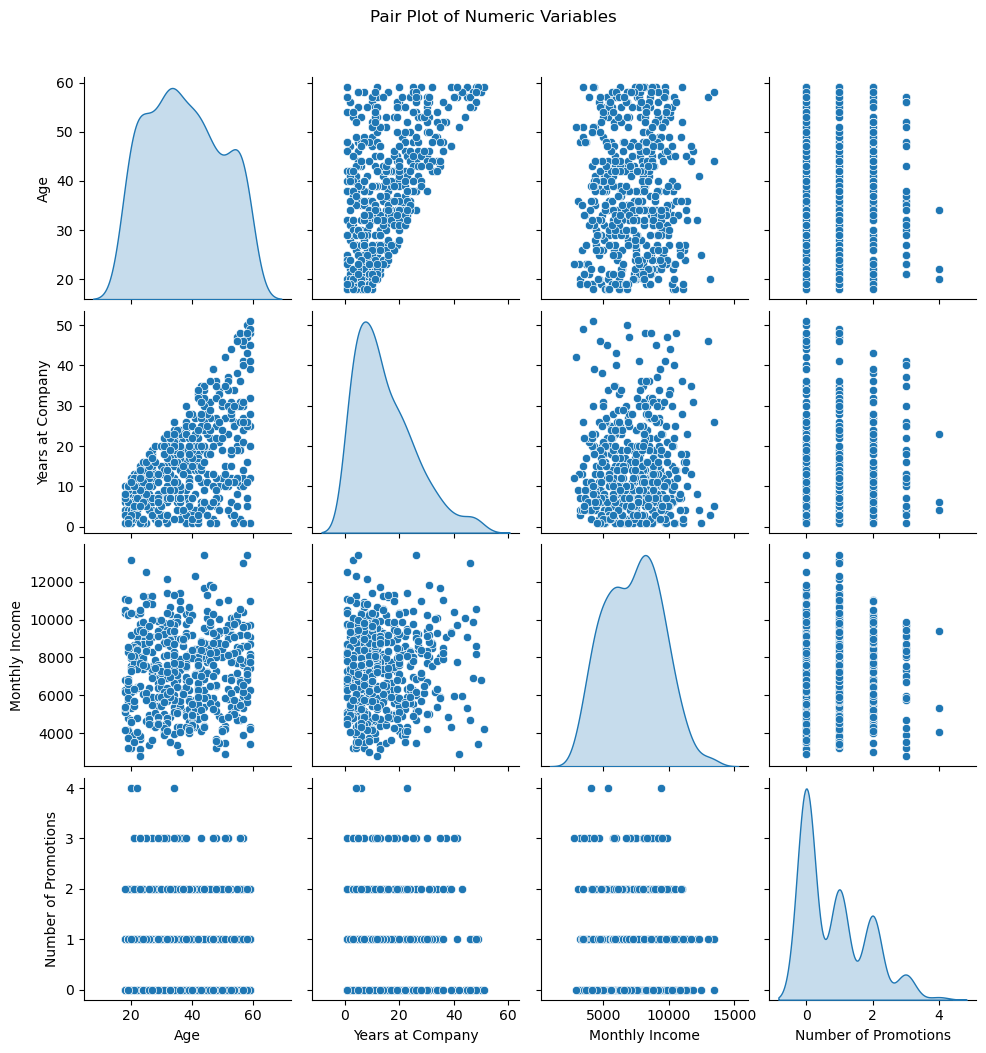 Pair Plot of Numeric Variables
60
50
40
30
20
Age
50
40
30
20
10
0
Years at Company
12000
10000
8000
6000
4000
Monthly Income
4
3
2
1
0
Number of Promotions
20 40 60
0 20 40 60
5000 10000 15000
0 2 4
Age
Years at Company
Monthly Income
Number of Promotions